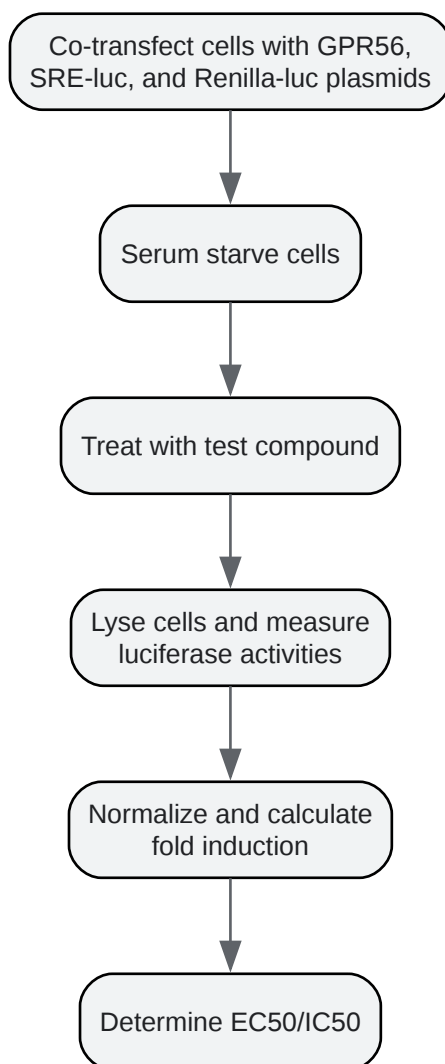 Co-transfect cells with GPR56,
SRE-luc, and Renilla-luc plasmids
Serum starve cells
Treat with test compound
Lyse cells and measure
luciferase activities
Normalize and calculate
fold induction
Determine EC50/IC50